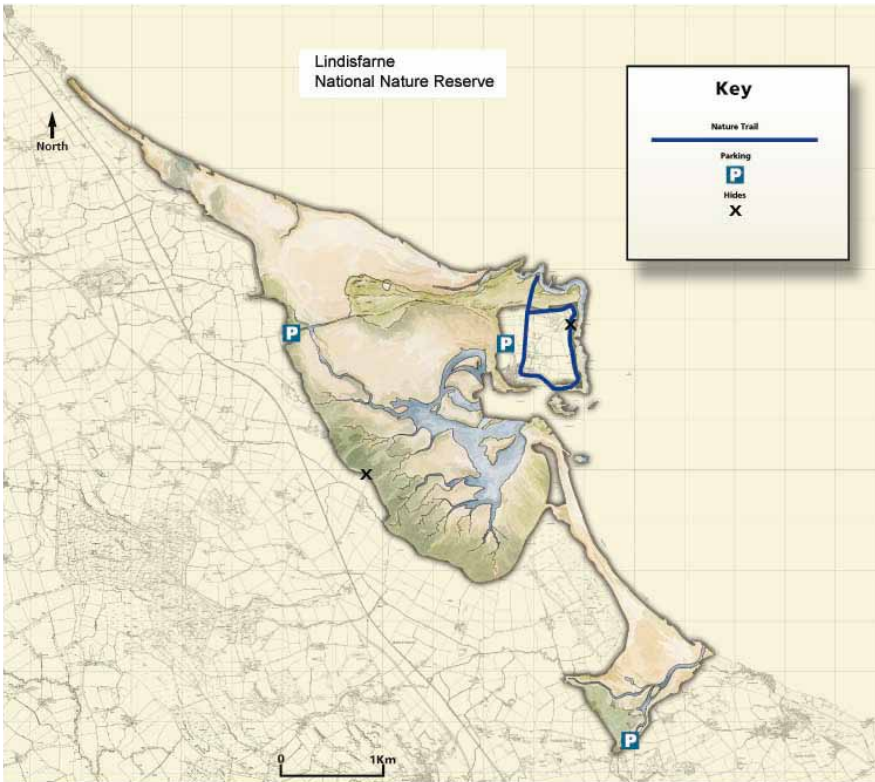 Lindisfarne
National Nature Reserve
North
Key
Nature Trail
Parking
P
Hides
X
P
P
X
X
P
0 1Km